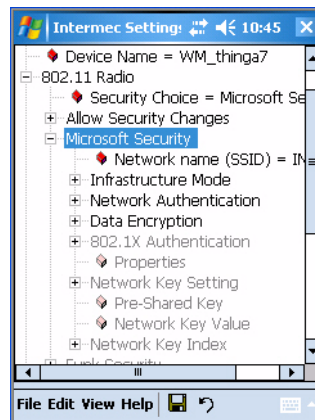 Intermec Settings 10:45
Device Name = WM_thinga7
802.11 Radio
Security Choice = Microsoft Se
Allow Security Changes
Microsoft Security
Network name (SSID) = IN
Infrastructure Mode
Network Authentication
Data Encryption
802.1X Authentication
Properties
Network Key Setting
Pre-Shared Key
Network Key Value
Network Key Index
Funk Security
File Edit View Help